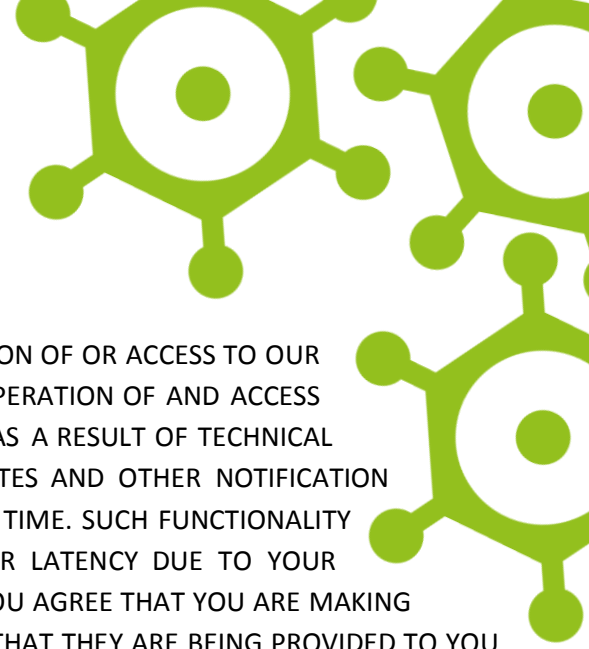 ON OF OR ACCESS TO OUR
PERATION OF AND ACCESS
AS A RESULT OF TECHNICAL
TES AND OTHER NOTIFICATION
TIME. SUCH FUNCTIONALITY
R LATENCY DUE TO YOUR
OU AGREE THAT YOU ARE MAKING
THAT THEY ARE BEING PROVIDED TO YOU